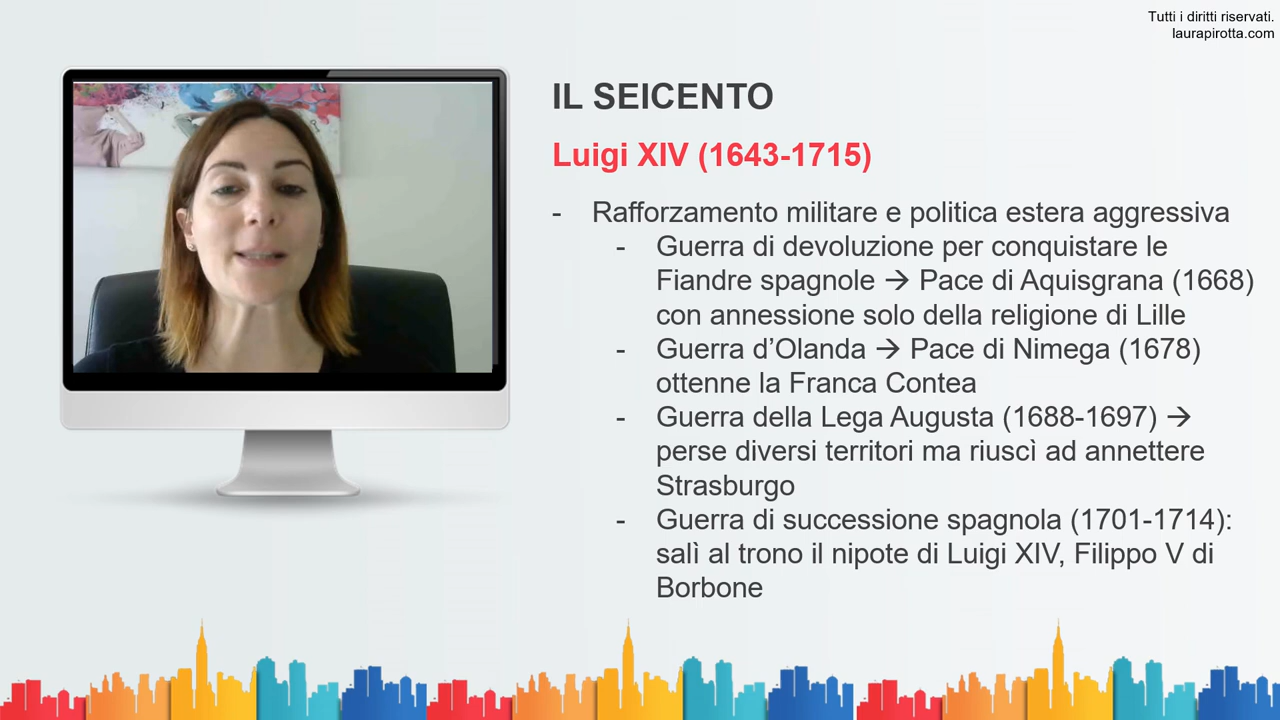 Tutti i diritti riservati.
laurapirotta.com
IL SEICENTO
Luigi XIV (1643-1715)
- Rafforzamento militare e politica estera aggressiva
- Guerra di devoluzione per conquistare le
Fiandre spagnole → Pace di Aquisgrana (1668)
con annessione solo della religione di Lille
- Guerra d’Olanda → Pace di Nimega (1678)
ottenne la Franca Contea
- Guerra della Lega Augusta (1688-1697) →
perse diversi territori ma riuscì ad annettere
Strasburgo
- Guerra di successione spagnola (1701-1714):
salì al trono il nipote di Luigi XIV, Filippo V di
Borbone